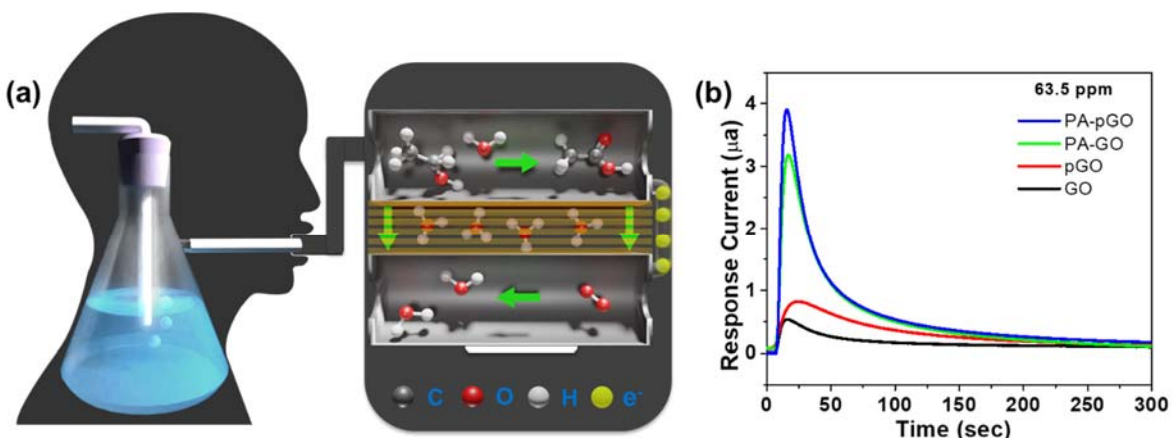 (a)
C O H e⁻
(b)
63.5 ppm
PA-pGO
PA-GO
pGO
GO
Response Current (μa)
4
3
2
1
0
0 50 100 150 200 250 300
Time (sec)